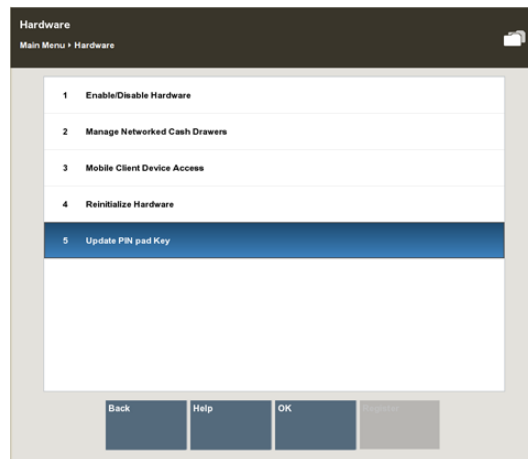 Hardware
Main Menu ▸ Hardware
1 Enable/Disable Hardware
2 Manage Networked Cash Drawers
3 Mobile Client Device Access
4 Reinitialize Hardware
5 Update PIN pad Key
Back Help OK Register